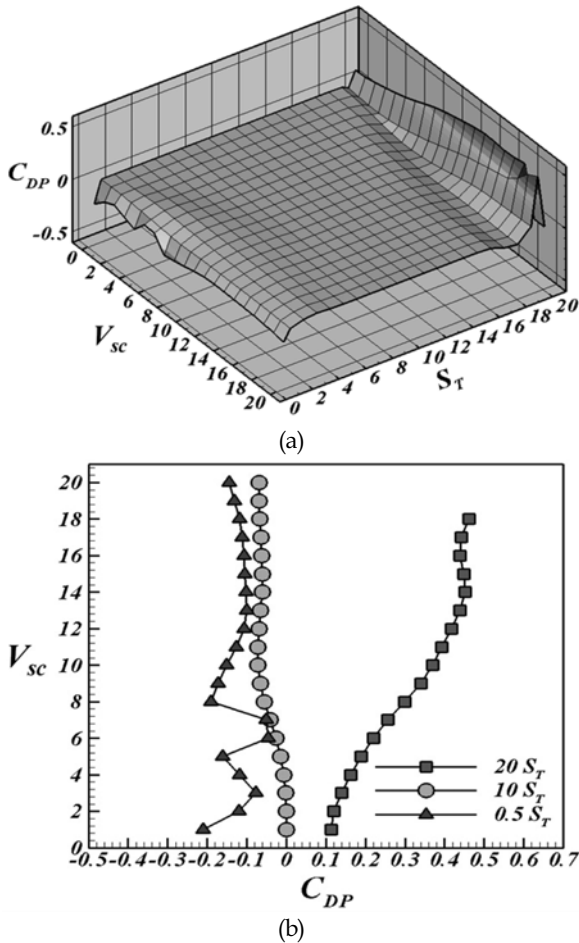 0.5
C_DP 0
-0.5
0 2 4 6 8 10 12 14 16 18 20
V_sc
0 2 4 6 8 10 12 14 16 18 20
S_T
(a)
20
18
16
14
12
10
V_sc
8
6
4
2
0
20 S_T
10 S_T
0.5 S_T
-0.5 -0.4 -0.3 -0.2 -0.1 0 0.1 0.2 0.3 0.4 0.5 0.6 0.7
C_DP
(b)